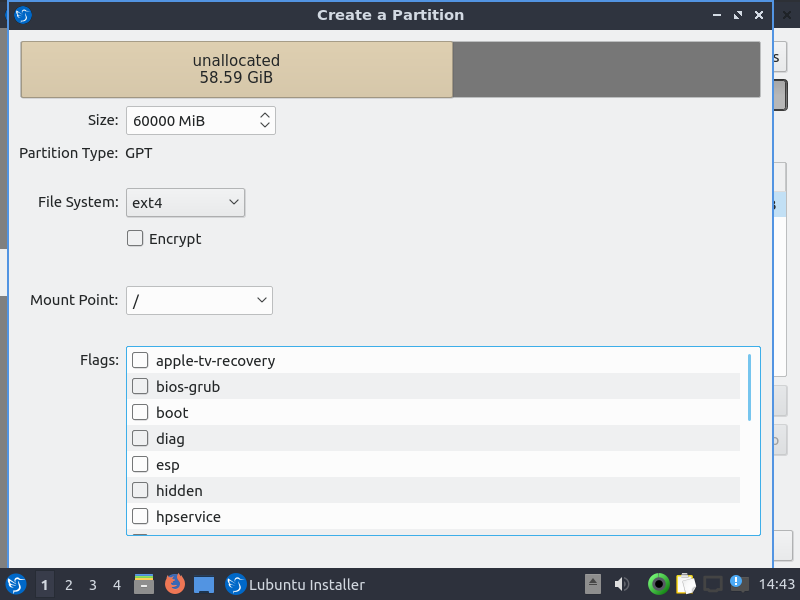 Create a Partition
unallocated
58.59 GiB
Size: 60000 MiB
Partition Type: GPT
File System: ext4
Encrypt
Mount Point: /
Flags: apple-tv-recovery
bios-grub
boot
diag
esp
hidden
hpservice
1 2 3 4 Lubuntu Installer 14:43